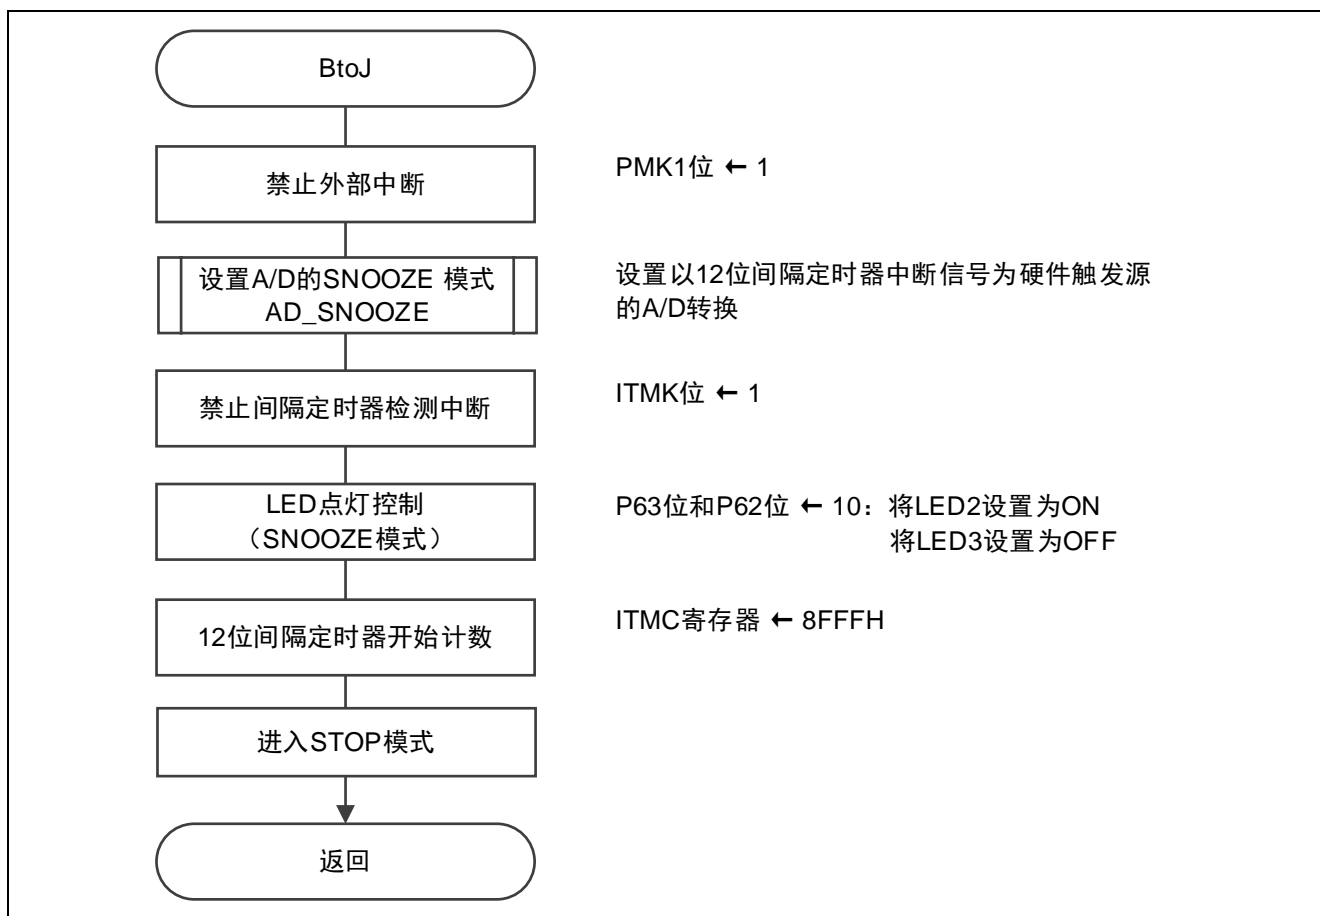 BtoJ
禁止外部中断
PMK1位 ← 1
设置A/D的SNOOZE 模式
AD_SNOOZE
设置以12位间隔定时器中断信号为硬件触发源
的A/D转换
禁止间隔定时器检测中断
ITMK位 ← 1
LED点灯控制
（SNOOZE模式）
P63位和P62位 ← 10：将LED2设置为ON
将LED3设置为OFF
12位间隔定时器开始计数
ITMC寄存器 ← 8FFFH
进入STOP模式
返回